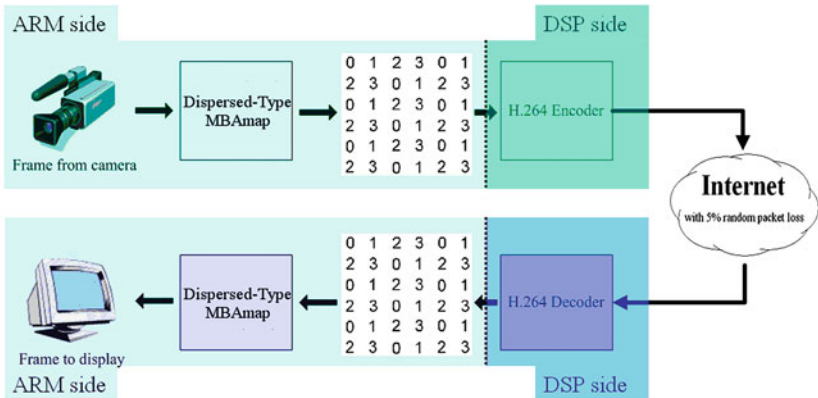 ARM side
DSP side
Dispersed-Type
MBAmap
0 1 2 3 0 1
2 3 0 1 2 3
0 1 2 3 0 1
2 3 0 1 2 3
0 1 2 3 0 1
2 3 0 1 2 3
H.264 Encoder
Frame from camera
Internet
with 5% random packet loss
0 1 2 3 0 1
2 3 0 1 2 3
0 1 2 3 0 1
2 3 0 1 2 3
0 1 2 3 0 1
2 3 0 1 2 3
Dispersed-Type
MBAmap
H.264 Decoder
Frame to display
ARM side
DSP side